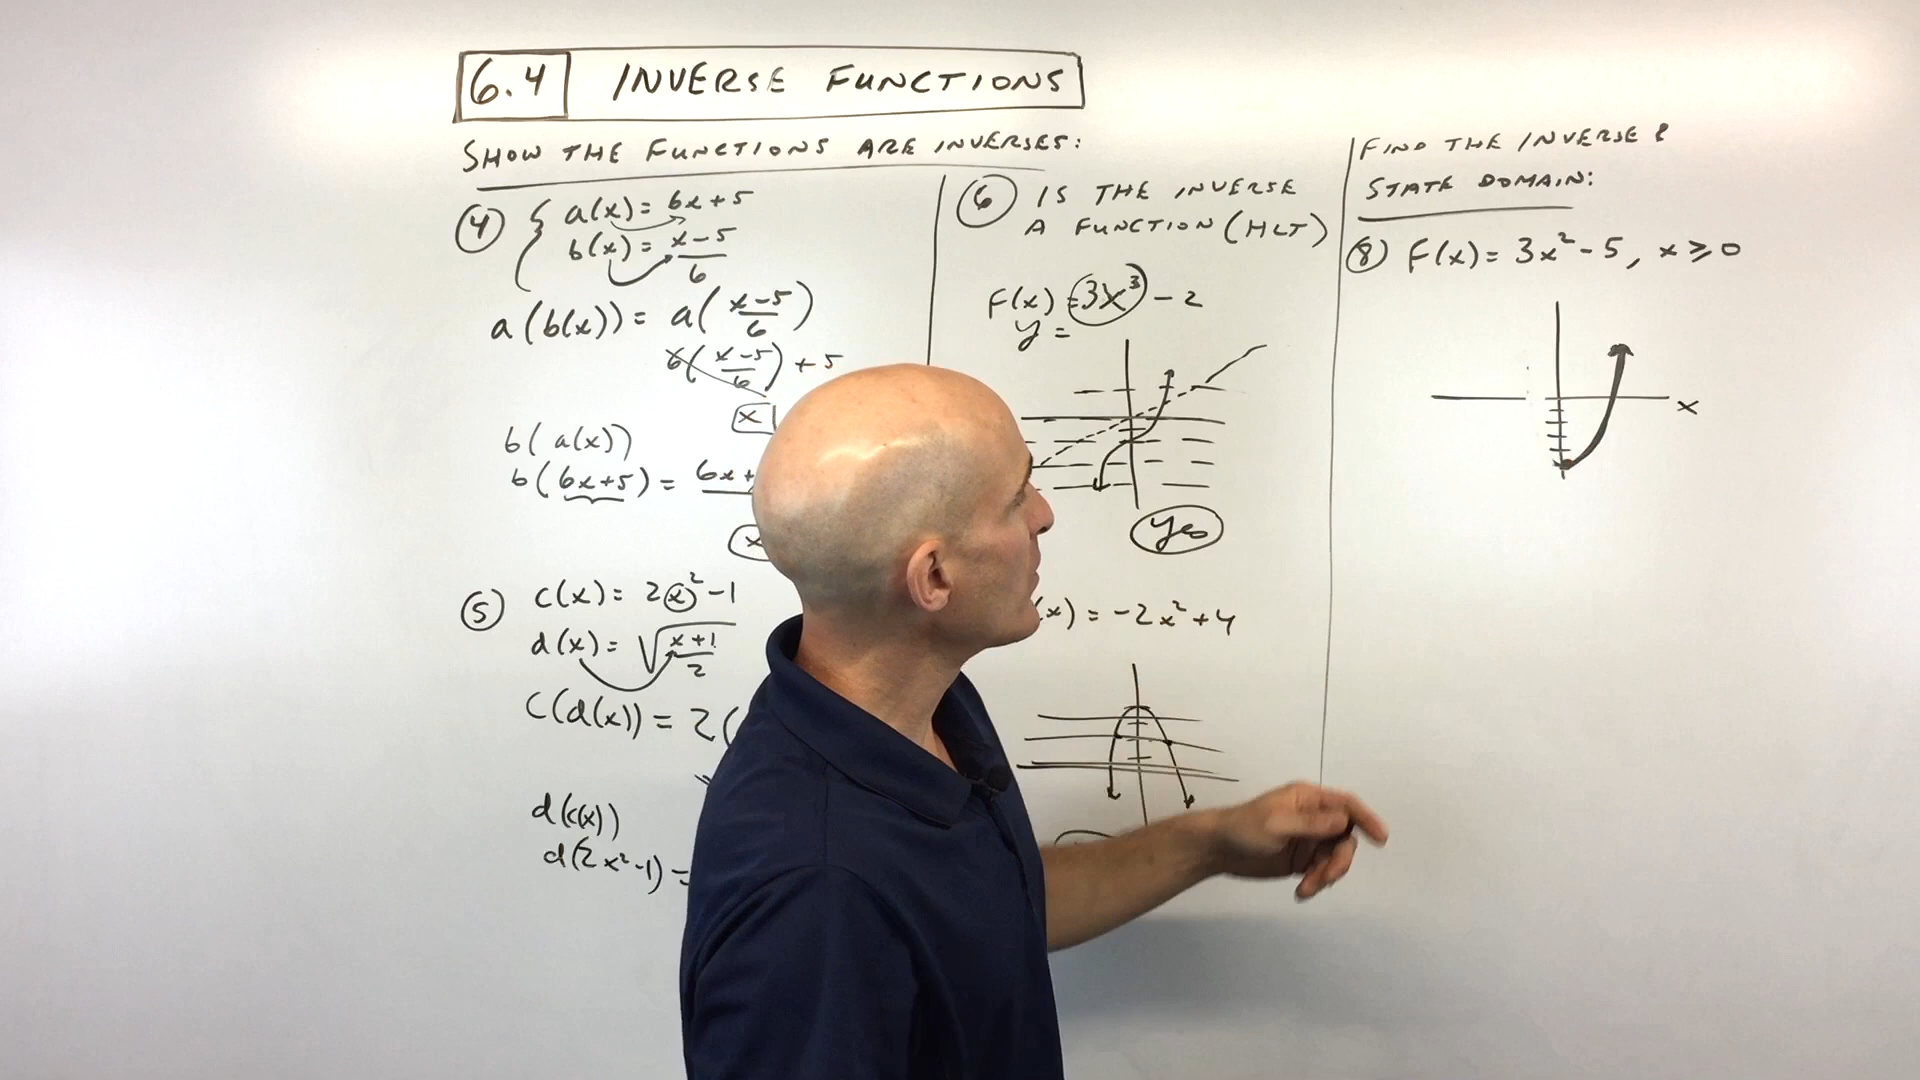 6.4 INVERSE FUNCTIONS
SHOW THE FUNCTIONS ARE INVERSES:
④ { a(x) = 6x+5
b(x) = x-5/6
a(b(x)) = a(x-5/6)
6(x-5/6) + 5
x
b(a(x))
b(6x+5) = 6x+
x
⑤ c(x) = 2(x)²-1
d(x) = √(x+1/2)
c(d(x)) = 2(
d(c(x))
d(2x²-1) =
⑥ IS THE INVERSE
A FUNCTION (HLT)
F(x) = 3x³ - 2
y =
yes
(x) = -2x²+4
FIND THE INVERSE &
STATE DOMAIN:
⑧ F(x) = 3x²-5, x ≥ 0
x